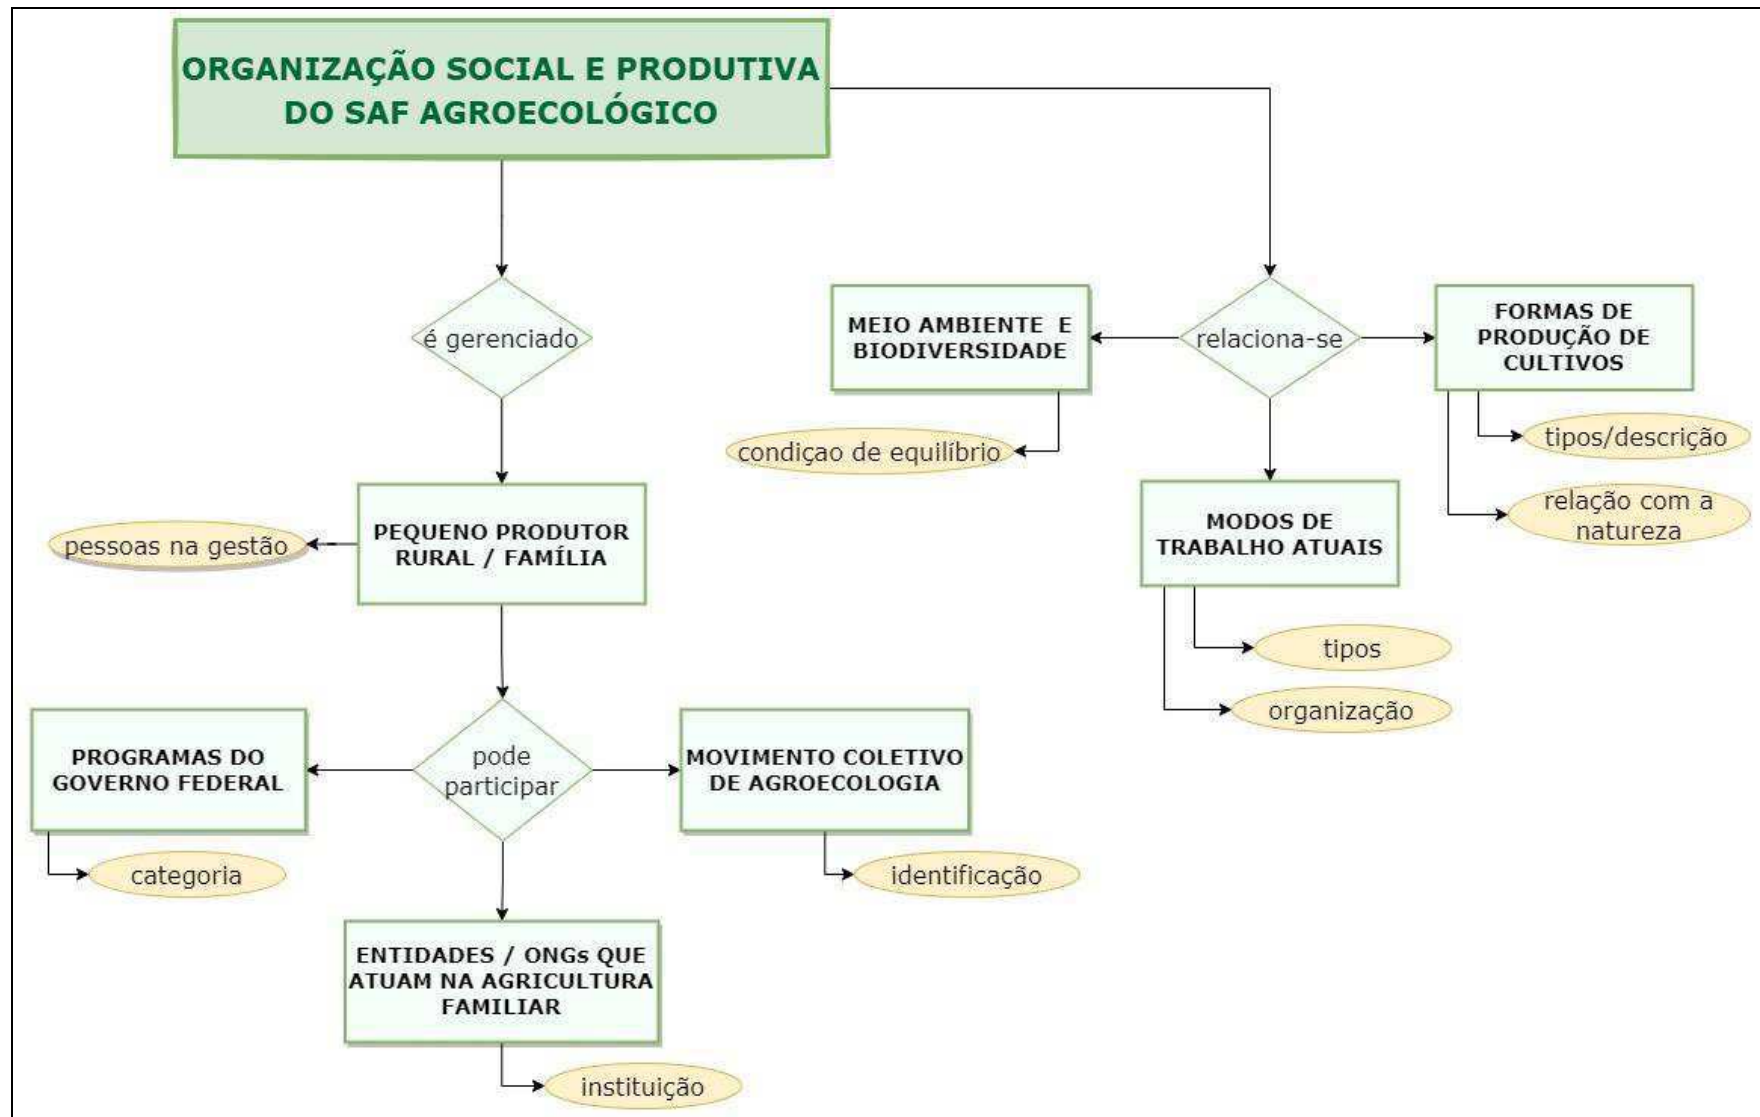 ORGANIZAÇÃO SOCIAL E PRODUTIVA
DO SAF AGROECOLÓGICO
é gerenciado
PEQUENO PRODUTOR
RURAL / FAMÍLIA
pessoas na gestão
pode
participar
PROGRAMAS DO
GOVERNO FEDERAL
categoria
MOVIMENTO COLETIVO
DE AGROECOLOGIA
identificação
ENTIDADES / ONGs QUE
ATUAM NA AGRICULTURA
FAMILIAR
instituição
relaciona-se
MEIO AMBIENTE E
BIODIVERSIDADE
condiçao de equilíbrio
FORMAS DE
PRODUÇÃO DE
CULTIVOS
tipos/descrição
relação com a
natureza
MODOS DE
TRABALHO ATUAIS
tipos
organização